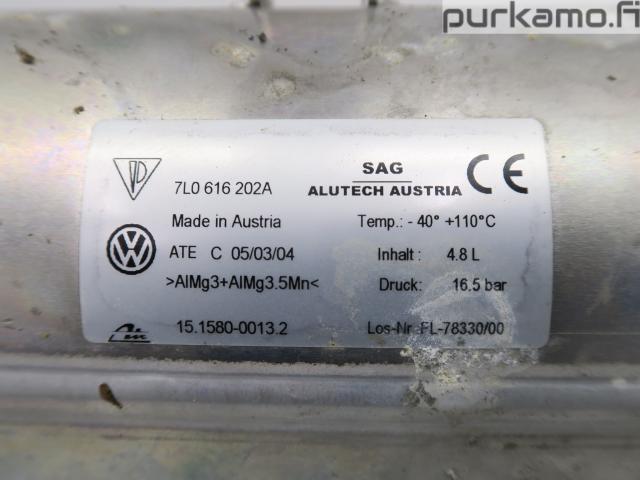 purkamo.fi
7L0 616 202A
SAG
ALUTECH AUSTRIA
CE
Made in Austria
Temp.: - 40° +110°C
VW
ATE C 05/03/04
Inhalt : 4.8 L
>AlMg3+AlMg3.5Mn<
Druck: 16.5 bar
15.1580-0013.2
Los-Nr. FL-78330/00